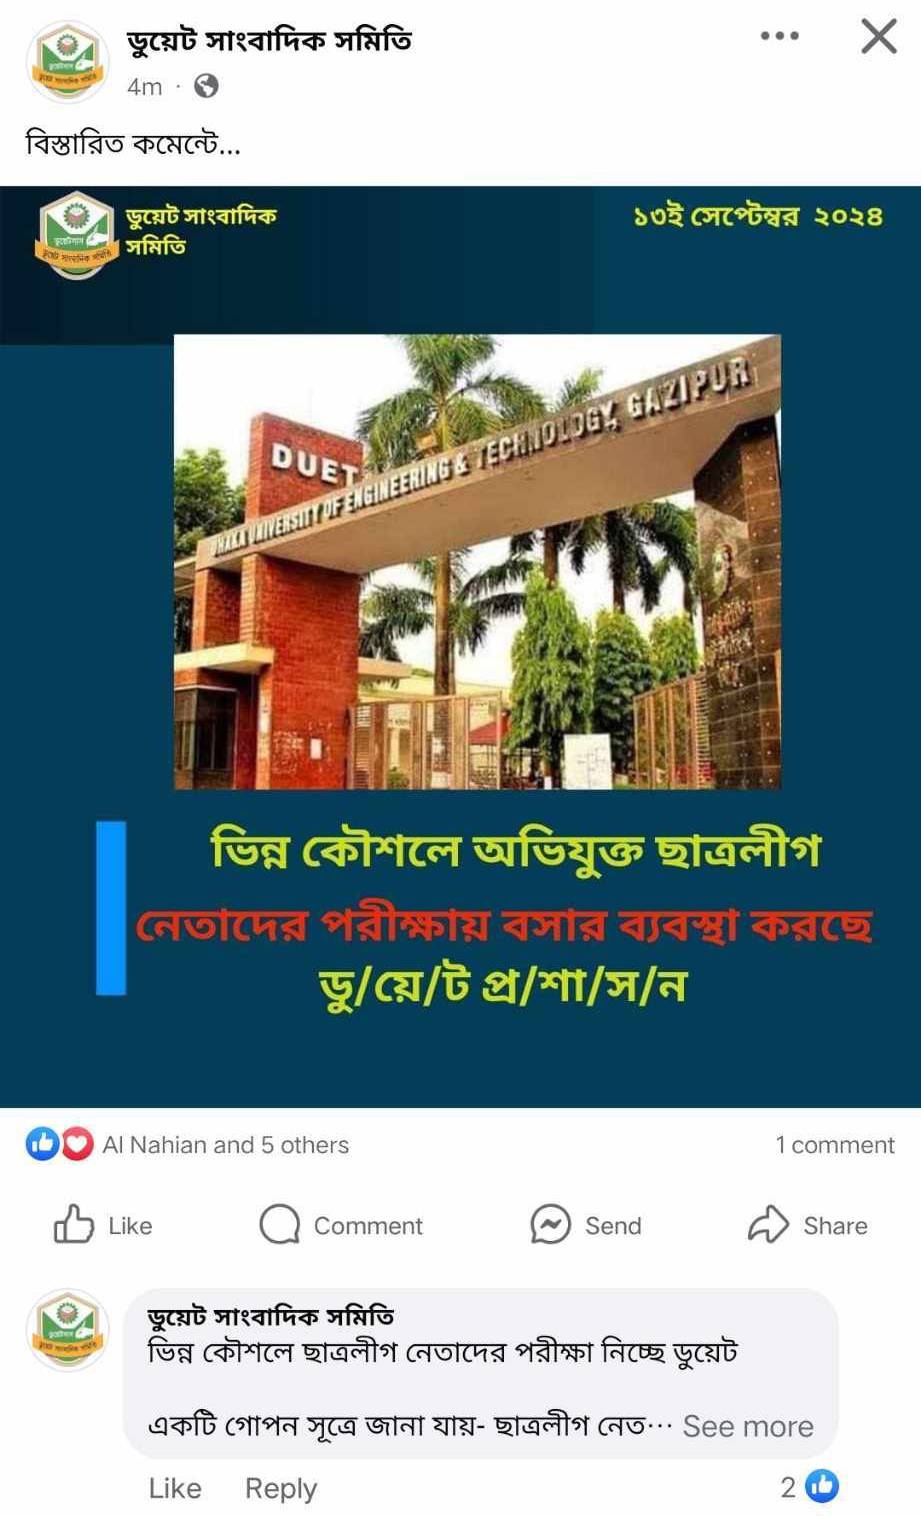 ডুয়েট সাংবাদিক সমিতি
4m ·
বিস্তারিত কমেন্টে...
ডুয়েট সাংবাদিক
সমিতি
১৩ই সেপ্টেম্বর ২০২৪
DUET
DHAKA UNIVERSITY OF ENGINEERING & TECHNOLOGY, GAZIPUR
ভিন্ন কৌশলে অভিযুক্ত ছাত্রলীগ
নেতাদের পরীক্ষায় বসার ব্যবস্থা করছে
ডু/য়ে/ট প্র/শা/স/ন
Al Nahian and 5 others
1 comment
Like
Comment
Send
Share
ডুয়েট সাংবাদিক সমিতি
ভিন্ন কৌশলে ছাত্রলীগ নেতাদের পরীক্ষা নিচ্ছে ডুয়েট
একটি গোপন সূত্রে জানা যায়- ছাত্রলীগ নেত... See more
Like Reply
2